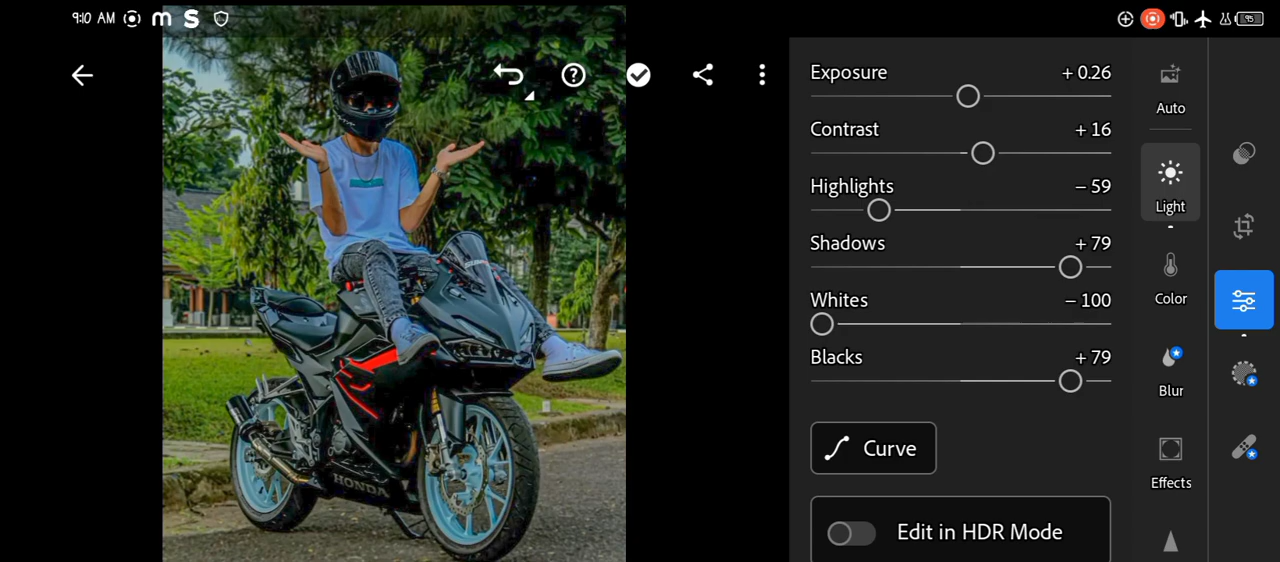 9:10 AM
95
Exposure + 0.26
Contrast + 16
Highlights – 59
Shadows + 79
Whites – 100
Blacks + 79
Curve
Edit in HDR Mode
Auto
Light
Color
Blur
Effects
HONDA